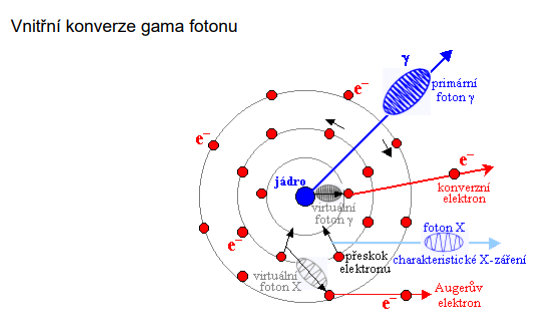 Vnitřní konverze gama fotonu
γ
e⁻
primární
foton γ
e⁻
e⁻
jádro
konverzní
elektron
virtuální
foton γ
foton X
e⁻
přeskok
elektronu
charakteristické X-záření
virtuální
foton X
Augerův
elektron
e⁻